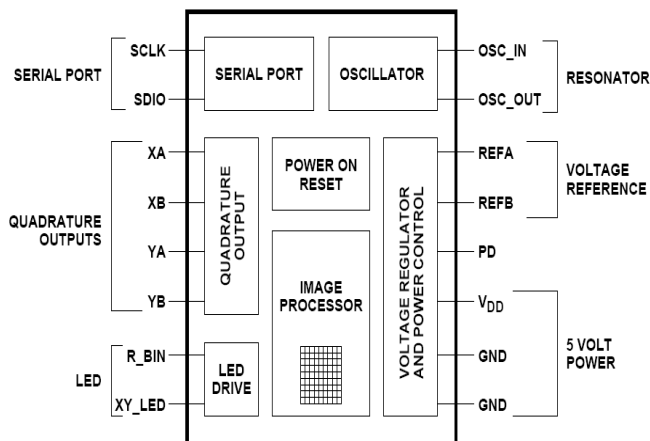 SERIAL PORT
SCLK
SDIO
SERIAL PORT
OSCILLATOR
OSC_IN
OSC_OUT
RESONATOR
QUADRATURE
OUTPUTS
XA
XB
YA
YB
QUADRATURE
OUTPUT
POWER ON
RESET
IMAGE
PROCESSOR
VOLTAGE REGULATOR
AND POWER CONTROL
REFA
REFB
VOLTAGE
REFERENCE
PD
VDD
GND
GND
5 VOLT
POWER
LED
R_BIN
XY_LED
LED
DRIVE